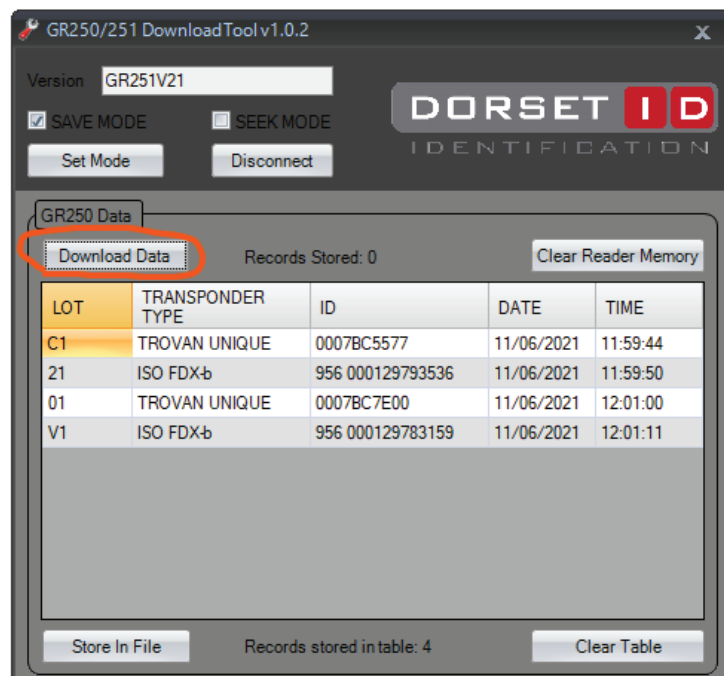 GR250/251 DownloadTool v1.0.2
x
Version GR251V21
SAVE MODE SEEK MODE
Set Mode Disconnect
DORSET ID
IDENTIFICATION
GR250 Data
Download Data Records Stored: 0 Clear Reader Memory
LOT TRANSPONDER TYPE ID DATE TIME
C1 TROVAN UNIQUE 0007BC5577 11/06/2021 11:59:44
21 ISO FDX-b 956 000129793536 11/06/2021 11:59:50
01 TROVAN UNIQUE 0007BC7E00 11/06/2021 12:01:00
V1 ISO FDX-b 956 000129783159 11/06/2021 12:01:11
Store In File Records stored in table: 4 Clear Table